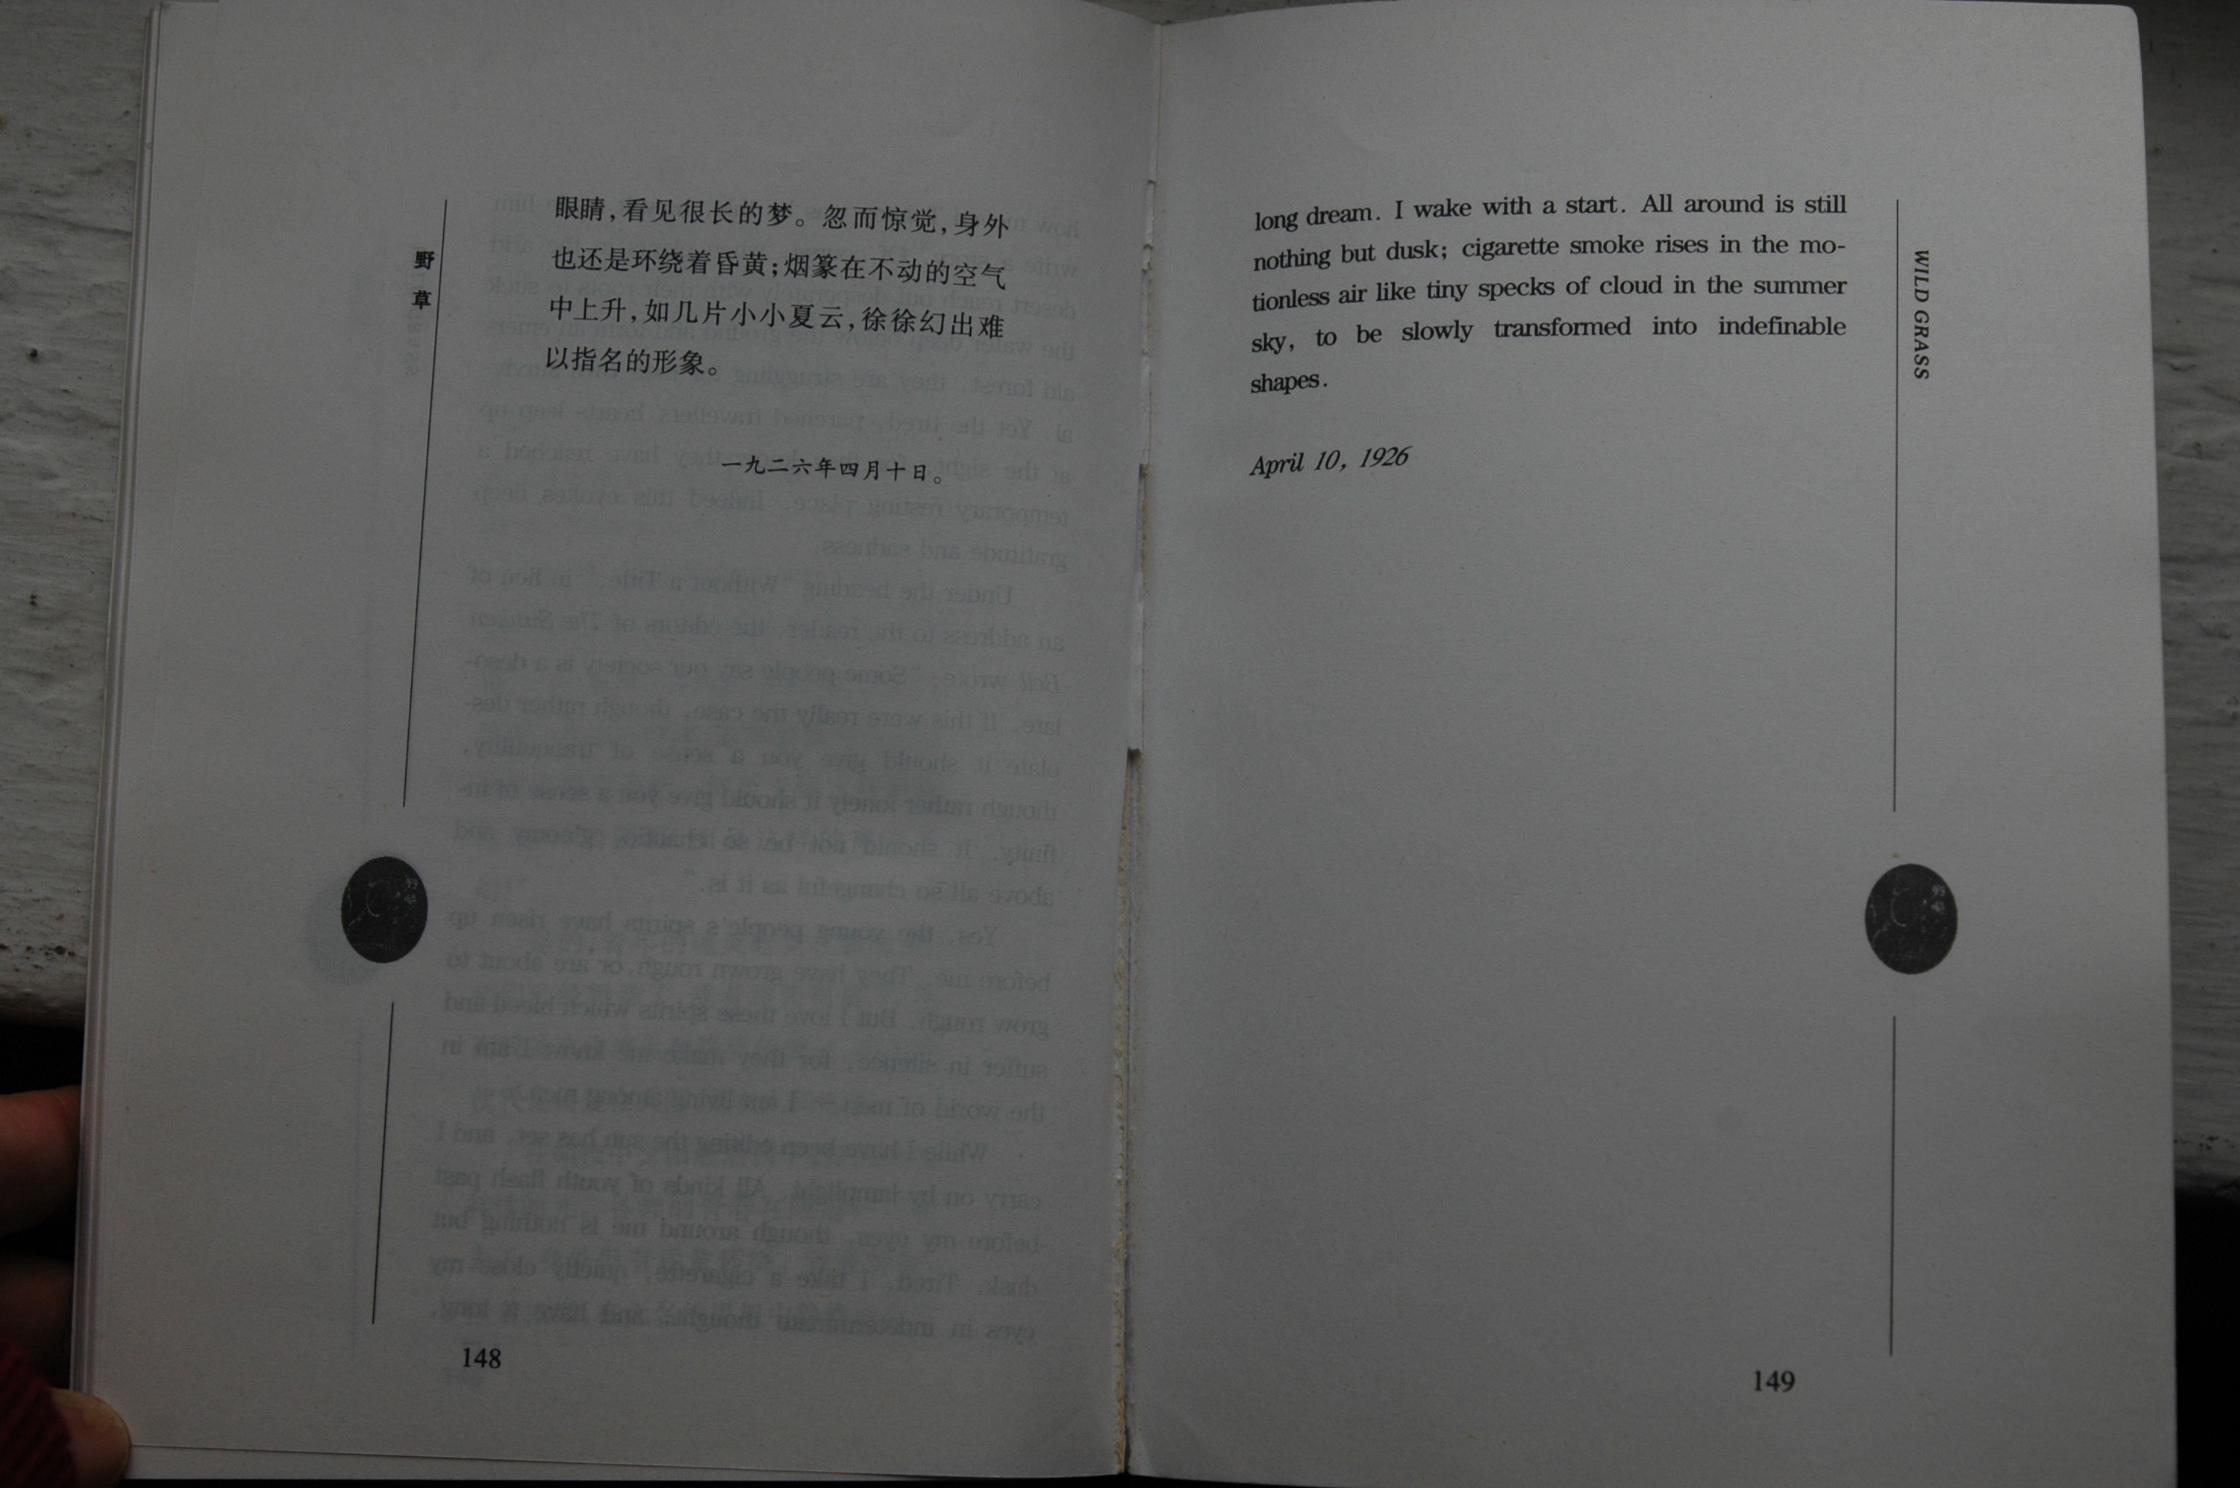 野草
眼睛,看见很长的梦。忽而惊觉,身外
也还是环绕着昏黄;烟篆在不动的空气
中上升,如几片小小夏云,徐徐幻出难
以指名的形象。
一九二六年四月十日。
148
long dream. I wake with a start. All around is still
nothing but dusk; cigarette smoke rises in the mo-
tionless air like tiny specks of cloud in the summer
sky, to be slowly transformed into indefinable
shapes.
April 10, 1926
WILD GRASS
149